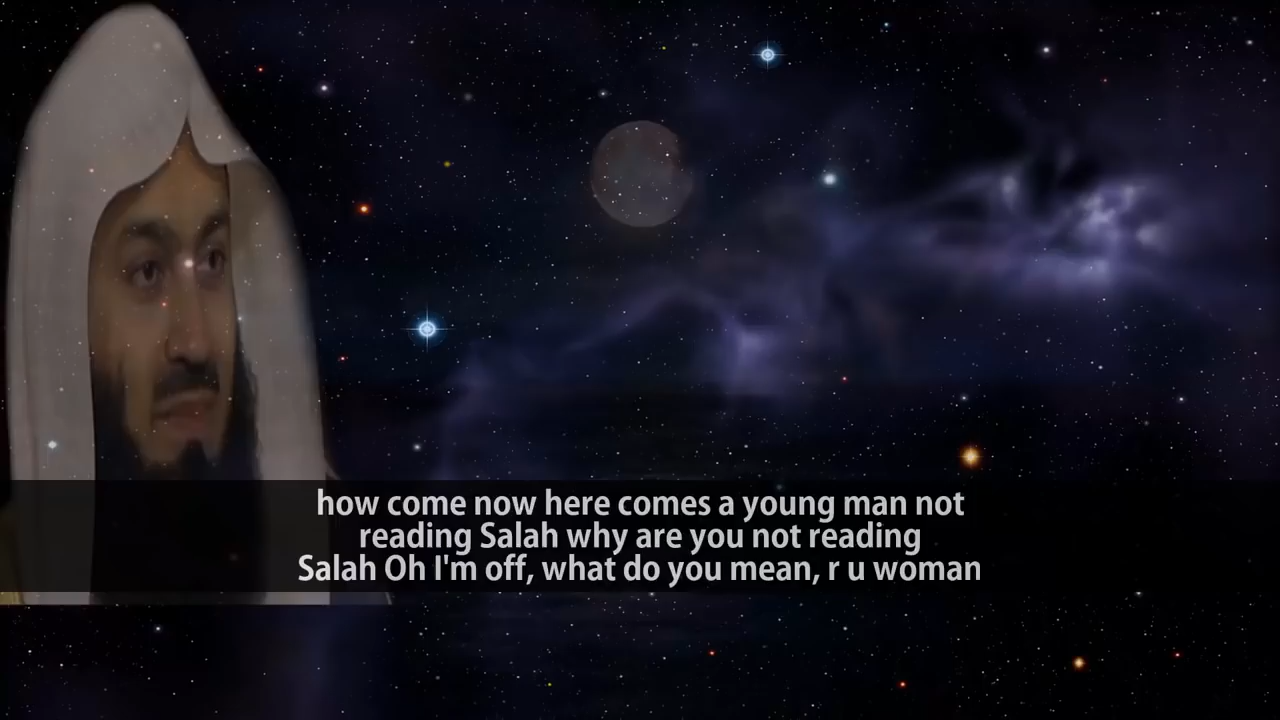 how come now here comes a young man not
reading Salah why are you not reading
Salah Oh I'm off, what do you mean, r u woman